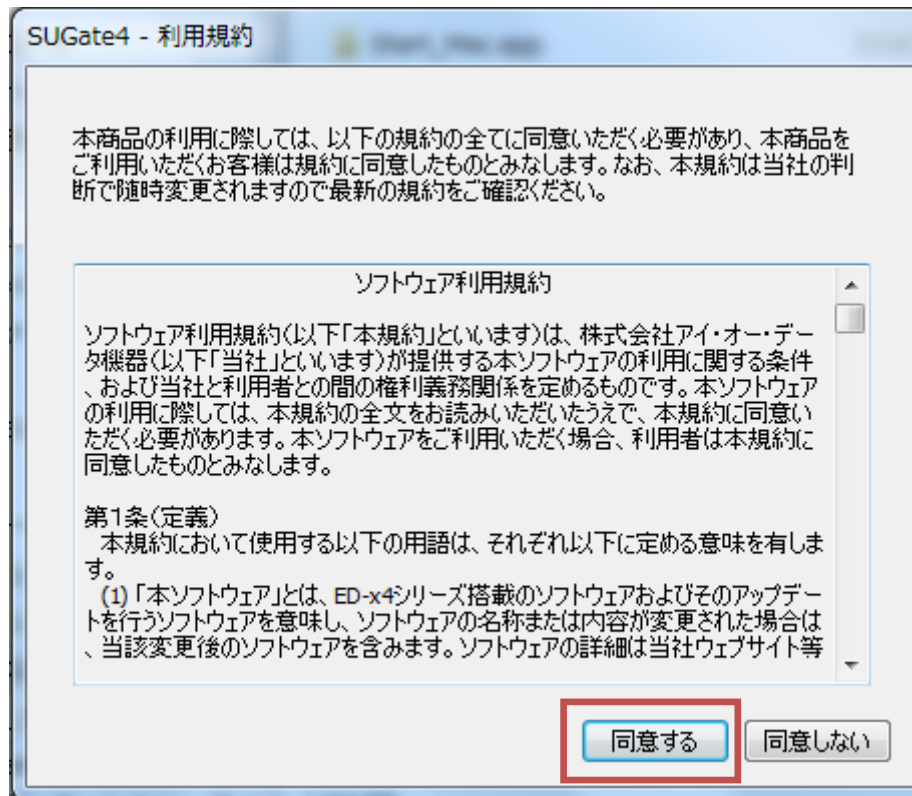 SUGate4 - 利用規約
本商品の利用に際しては、以下の規約の全てに同意いただく必要があり、本商品を
ご利用いただくお客様は規約に同意したものとみなします。なお、本規約は当社の判
断で随時変更されますので最新の規約をご確認ください。
ソフトウェア利用規約
ソフトウェア利用規約(以下「本規約」といいます)は、株式会社アイ・オー・デー
タ機器(以下「当社」といいます)が提供する本ソフトウェアの利用に関する条件
、および当社と利用者との間の権利義務関係を定めるものです。本ソフトウェア
の利用に際しては、本規約の全文をお読みいただいたうえで、本規約に同意い
ただく必要があります。本ソフトウェアをご利用いただく場合、利用者は本規約に
同意したものとみなします。
第1条(定義)
本規約において使用する以下の用語は、それぞれ以下に定める意味を有しま
す。
(1) 「本ソフトウェア」とは、ED-x4シリーズ搭載のソフトウェアおよびそのアップデー
トを行うソフトウェアを意味し、ソフトウェアの名称または内容が変更された場合は
、当該変更後のソフトウェアを含みます。ソフトウェアの詳細は当社ウェブサイト等
同意する
同意しない